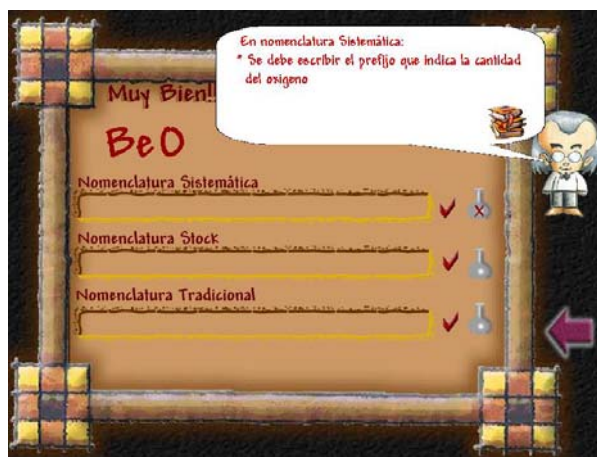 En nomenclatura Sistemática:
* Se debe escribir el prefijo que indica la cantidad
del oxigeno
Muy Bien!!
BeO
Nomenclatura Sistemática
Nomenclatura Stock
Nomenclatura Tradicional